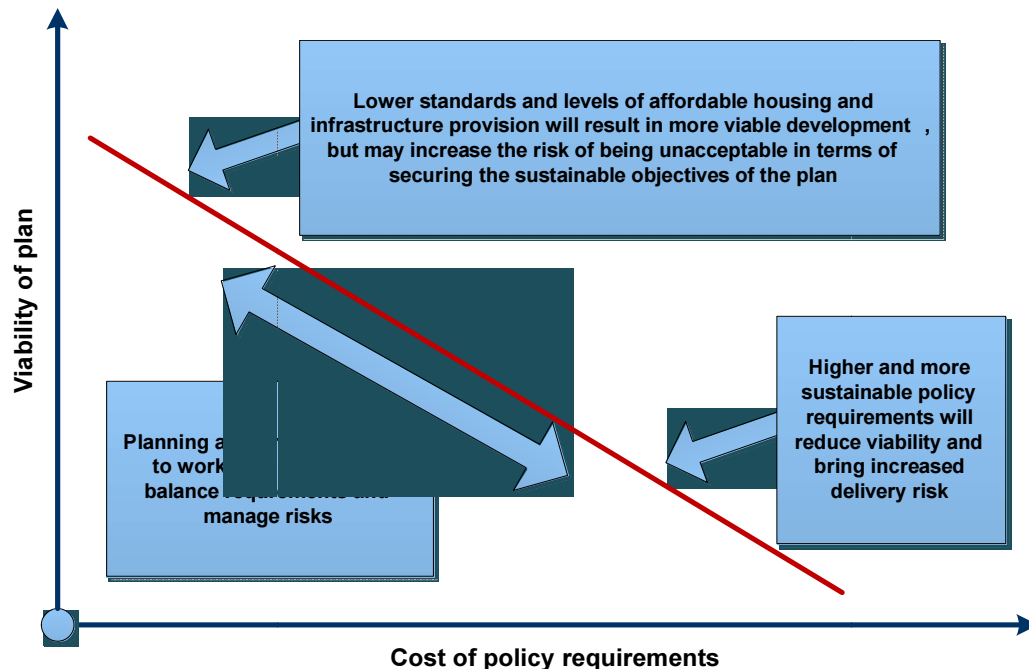 Lower standards and levels of affordable housing and
infrastructure provision will result in more viable development ,
but may increase the risk of being unacceptable in terms of
securing the sustainable objectives of the plan
Viability of plan
Higher and more
sustainable policy
requirements will
reduce viability and
bring increased
delivery risk
Planning
to work
balance requirements and
manage risks
Cost of policy requirements